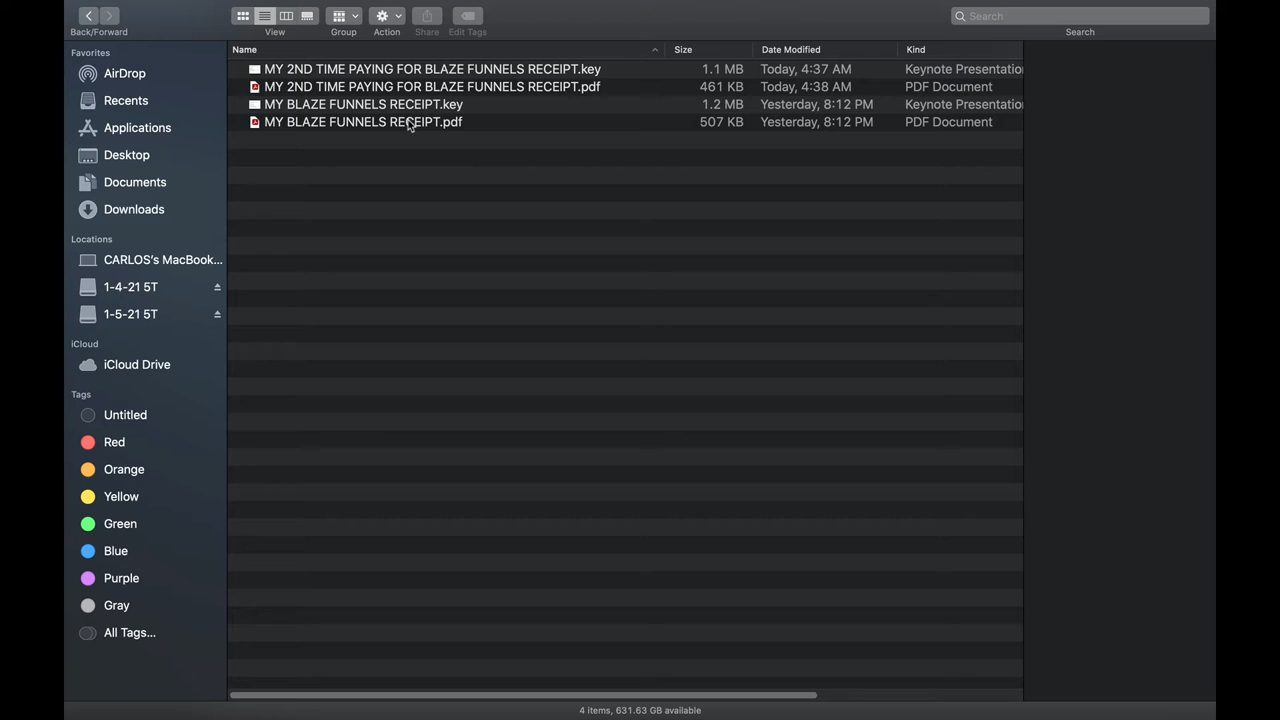 Back/Forward
View
Group
Action
Share
Edit Tags
Search
Search
Favorites
AirDrop
Recents
Applications
Desktop
Documents
Downloads
Locations
CARLOS's MacBook...
1-4-21 5T
1-5-21 5T
iCloud
iCloud Drive
Tags
Untitled
Red
Orange
Yellow
Green
Blue
Purple
Gray
All Tags...
Name Size Date Modified Kind
MY 2ND TIME PAYING FOR BLAZE FUNNELS RECEIPT.key 1.1 MB Today, 4:37 AM Keynote Presentatio
MY 2ND TIME PAYING FOR BLAZE FUNNELS RECEIPT.pdf 461 KB Today, 4:38 AM PDF Document
MY BLAZE FUNNELS RECEIPT.key 1.2 MB Yesterday, 8:12 PM Keynote Presentatio
MY BLAZE FUNNELS RECEIPT.pdf 507 KB Yesterday, 8:12 PM PDF Document
4 items, 631.63 GB available